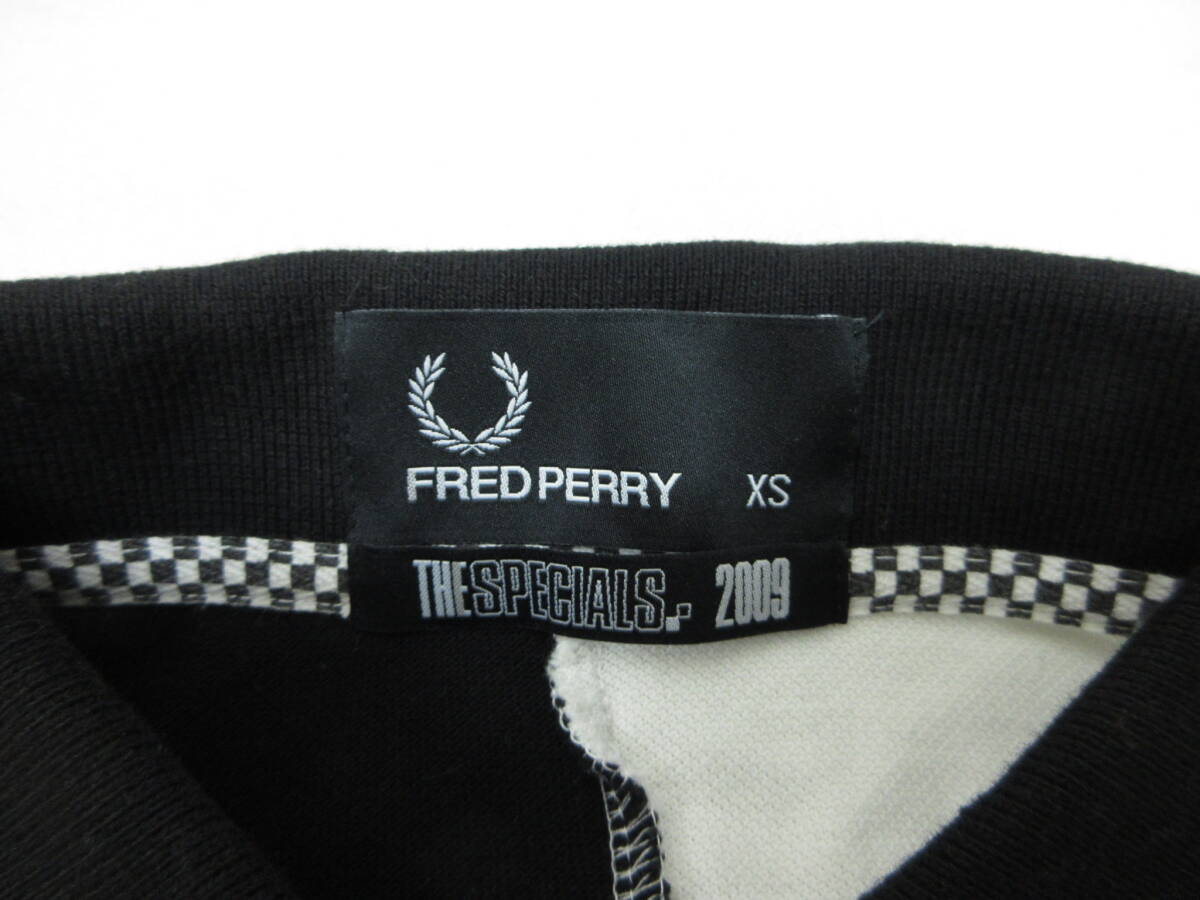 FRED PERRY XS
THE SPECIALS. 2009